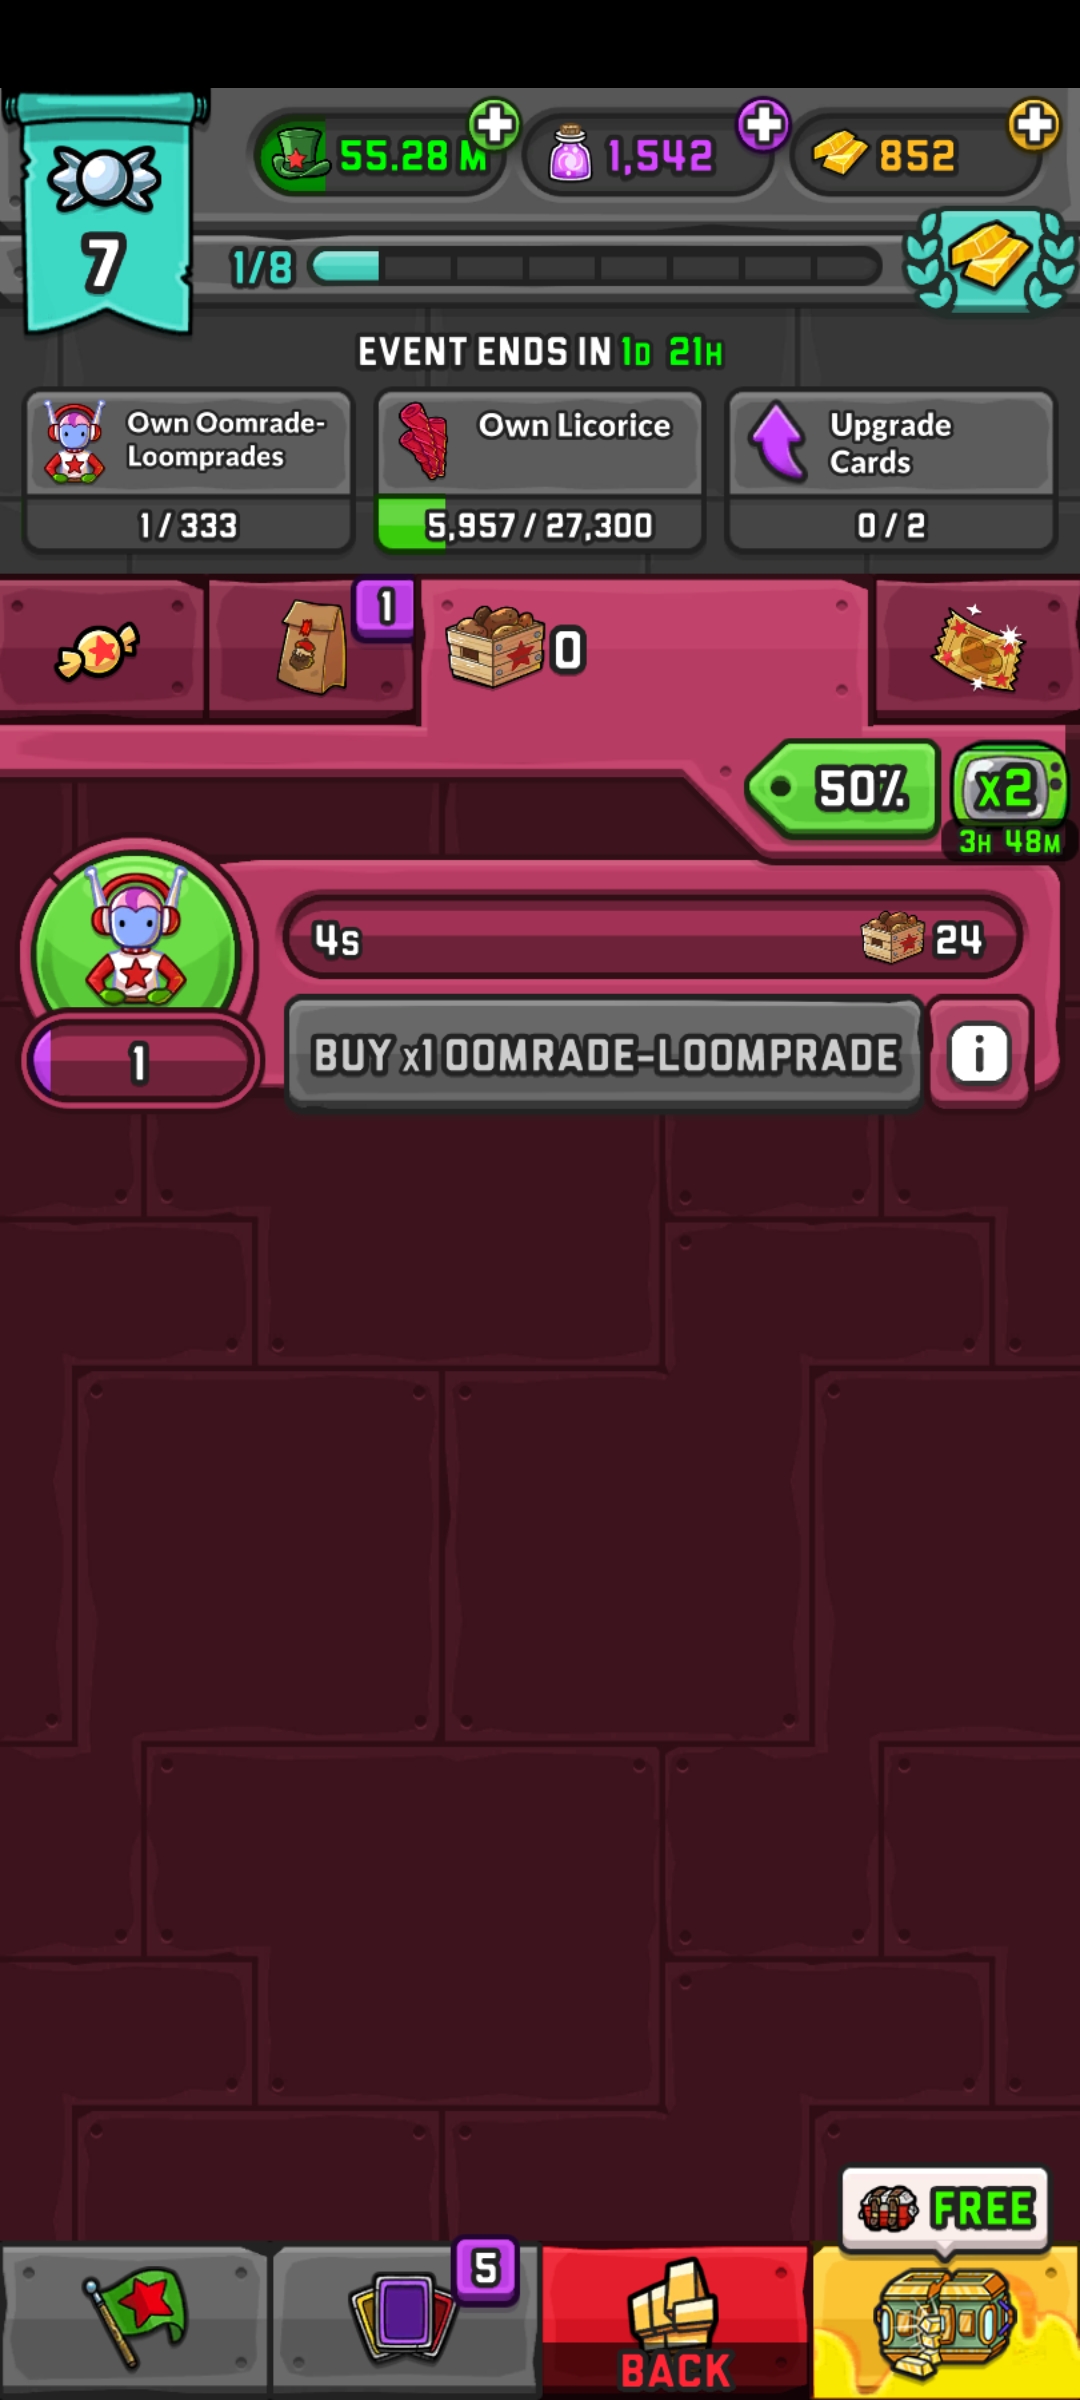 55.28 M
1,542
852
7
1/8
EVENT ENDS IN 1D 21H
Own Oomrade-
Loomprades
Own Licorice
Upgrade
Cards
1 / 333
5,957 / 27,300
0 / 2
1
0
50%
x2
3H 48M
4s
24
1
BUY x1 OOMRADE-LOOMPRADE
i
FREE
5
BACK